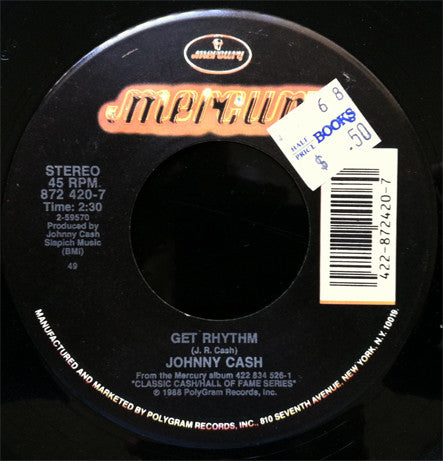 mercury
mercury
6 8
HALF PRICE BOOKS
$ .50
422-872420-7
STEREO
45 RPM
872 420-7
Time: 2:30
2-59570
Produced by
Johnny Cash
Slapich Music
(BMI)
49
GET RHYTHM
(J. R. Cash)
JOHNNY CASH
From the Mercury album 422 834 526-1
"CLASSIC CASH/HALL OF FAME SERIES"
℗ 1988 PolyGram Records, Inc.
MANUFACTURED AND MARKETED BY POLYGRAM RECORDS, INC., 810 SEVENTH AVENUE, NEW YORK, N.Y. 10019.